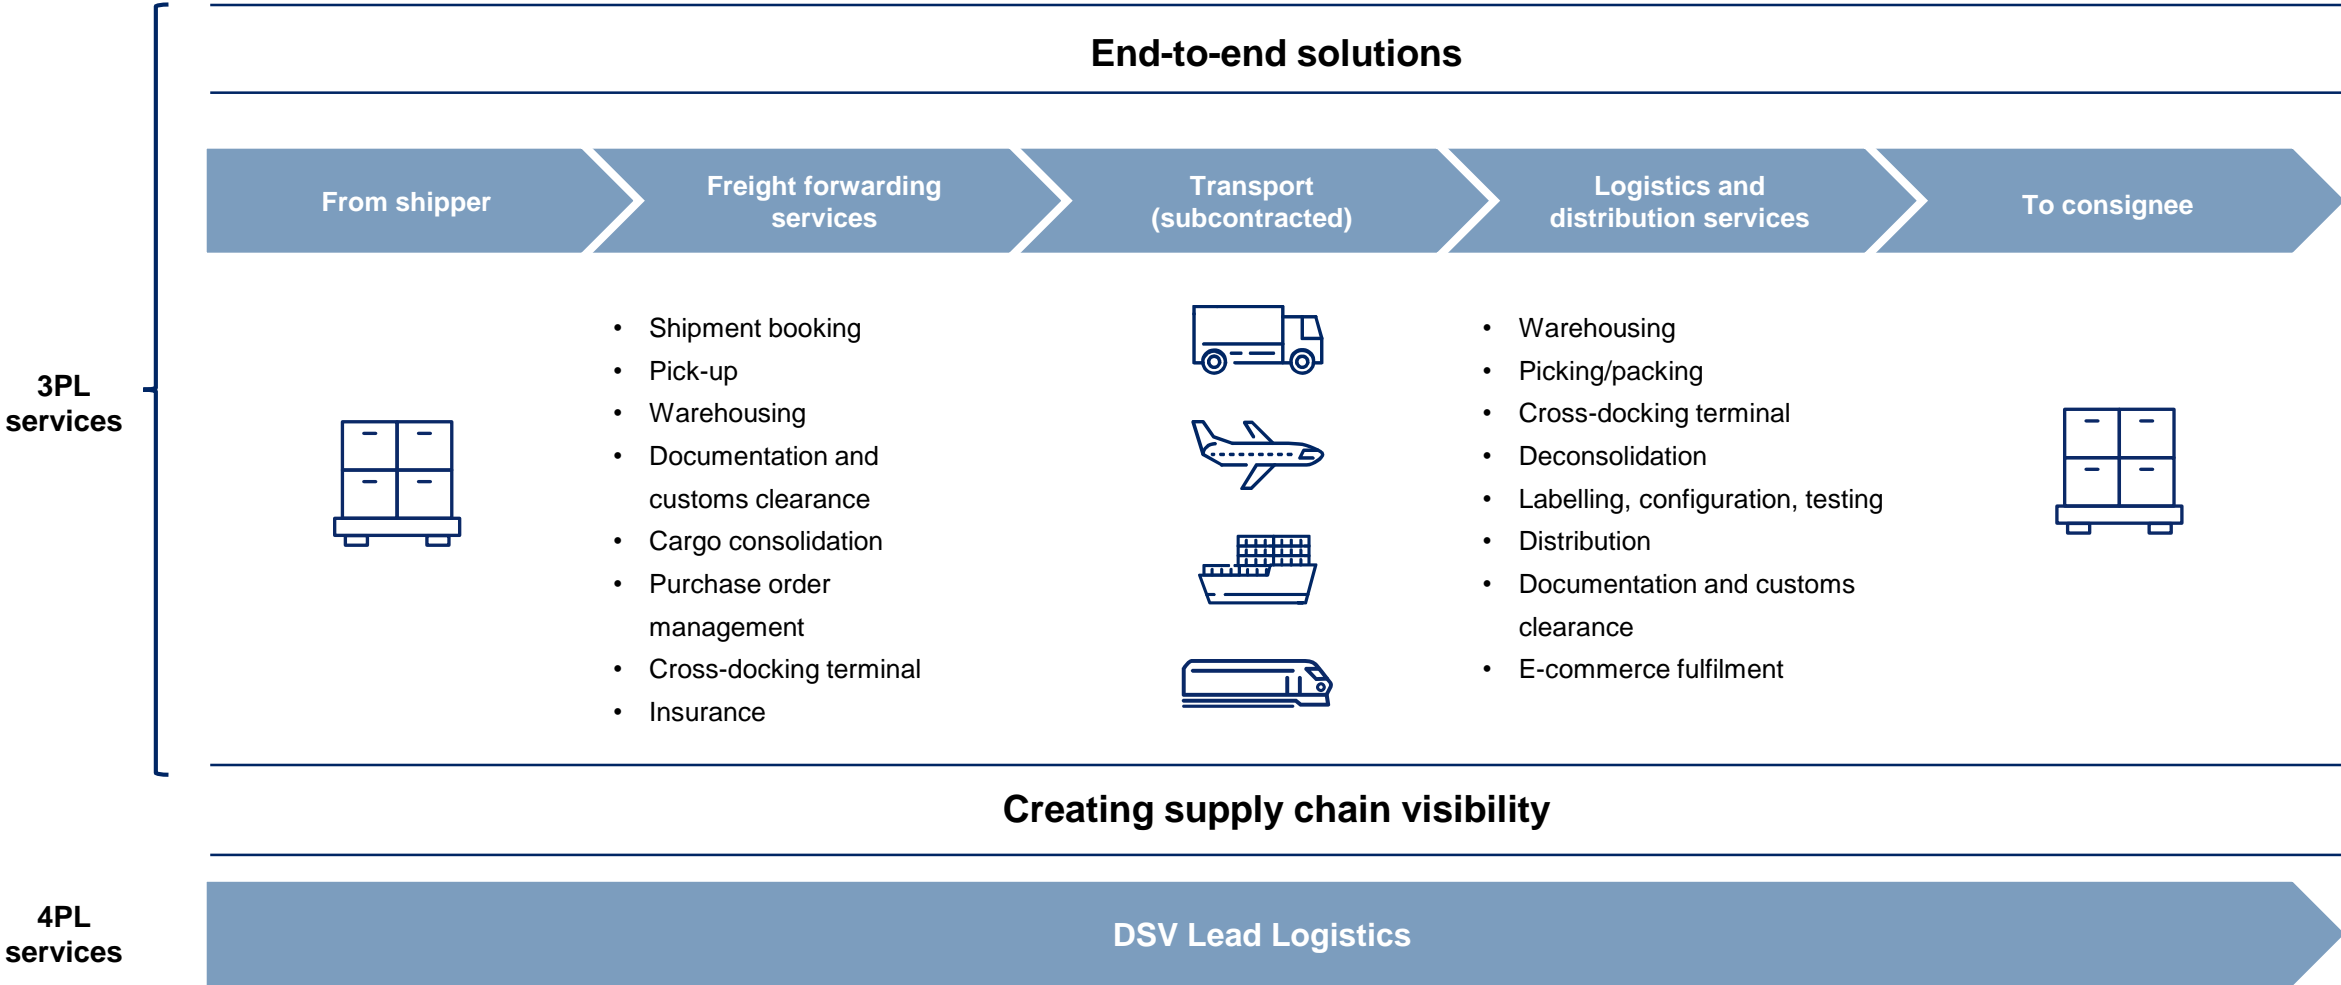 End-to-end solutions
From shipper
Freight forwarding
services
Transport
(subcontracted)
Logistics and
distribution services
To consignee
3PL
services
• Shipment booking
• Pick-up
• Warehousing
• Documentation and
customs clearance
• Cargo consolidation
• Purchase order
management
• Cross-docking terminal
• Insurance
• Warehousing
• Picking/packing
• Cross-docking terminal
• Deconsolidation
• Labelling, configuration, testing
• Distribution
• Documentation and customs
clearance
• E-commerce fulfilment
Creating supply chain visibility
4PL
services
DSV Lead Logistics